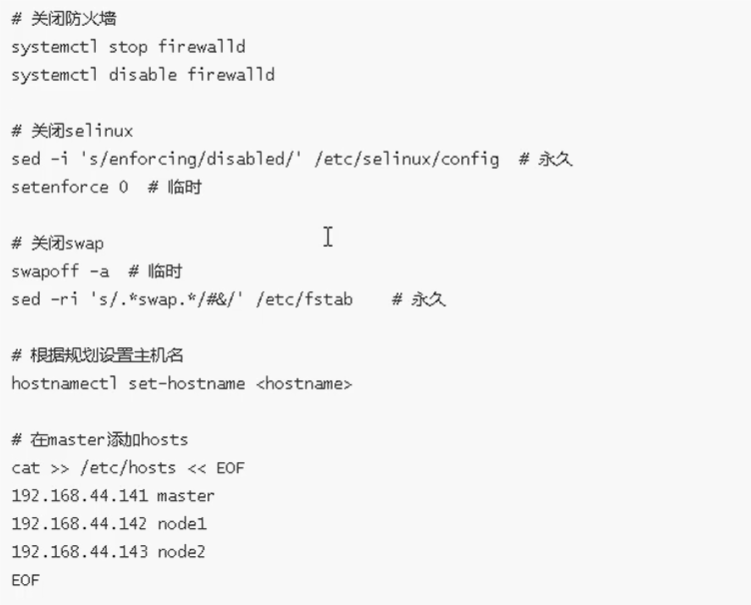 # 关闭防火墙
systemctl stop firewalld
systemctl disable firewalld
# 关闭selinux
sed -i 's/enforcing/disabled/' /etc/selinux/config  # 永久
setenforce 0  # 临时
# 关闭swap
swapoff -a  # 临时
sed -ri 's/.*swap.*/#&/' /etc/fstab    # 永久
# 根据规划设置主机名
hostnamectl set-hostname <hostname>
# 在master添加hosts
cat >> /etc/hosts << EOF
192.168.44.141 master
192.168.44.142 node1
192.168.44.143 node2
EOF